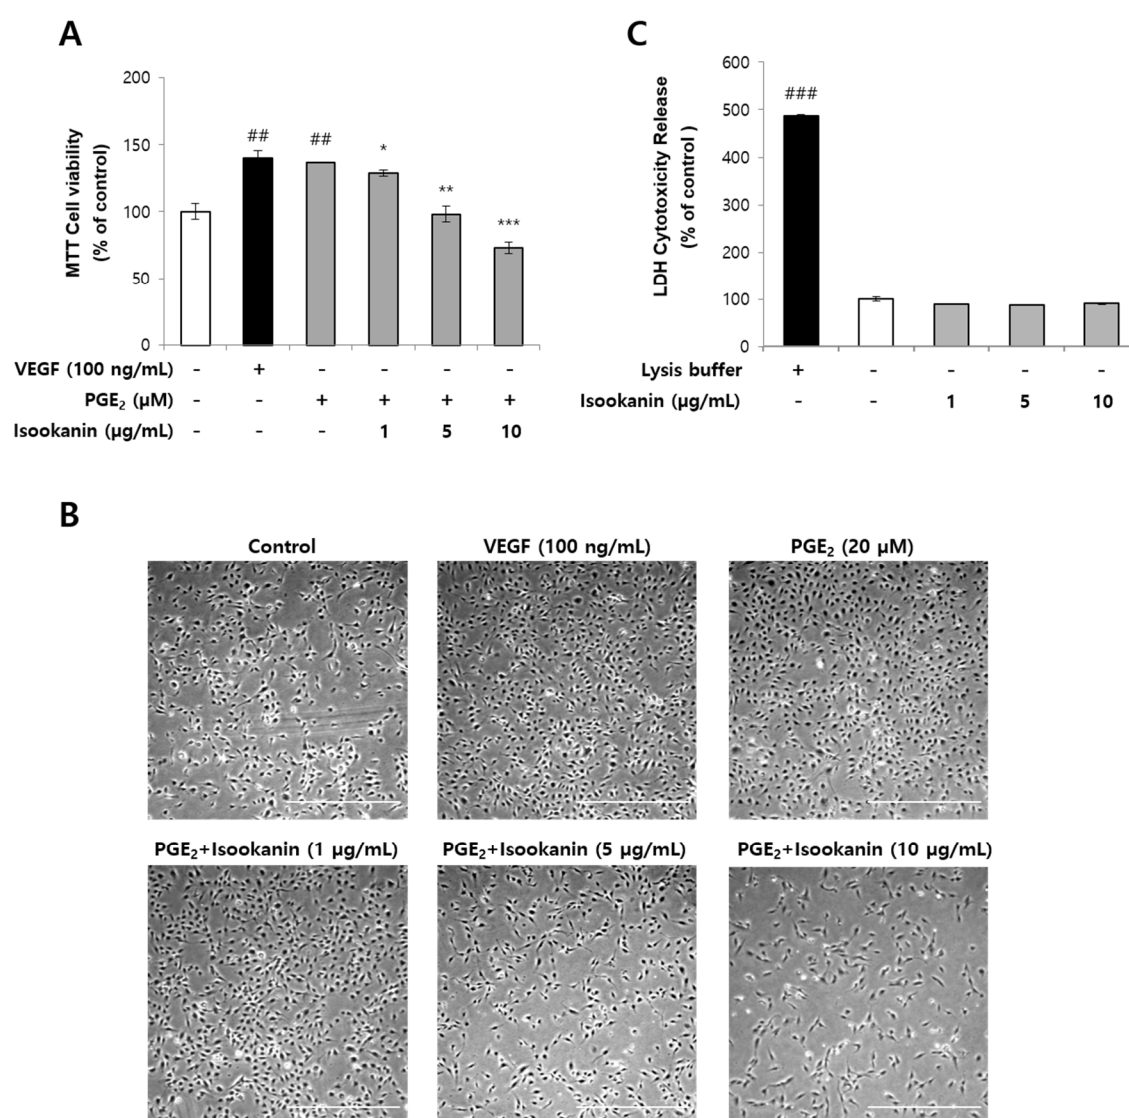 A
MTT Cell viability
(% of control)
200
150
100
50
0
## ## * ** ***
VEGF (100 ng/mL) - + - - - -
PGE₂ (μM) - - + + + +
Isookanin (μg/mL) - - - 1 5 10
C
LDH Cytotoxicity Release
(% of control )
600
500
400
300
200
100
0
###
Lysis buffer + - - - -
Isookanin (μg/mL) - - 1 5 10
B
Control
VEGF (100 ng/mL)
PGE₂ (20 μM)
PGE₂+Isookanin (1 μg/mL)
PGE₂+Isookanin (5 μg/mL)
PGE₂+Isookanin (10 μg/mL)